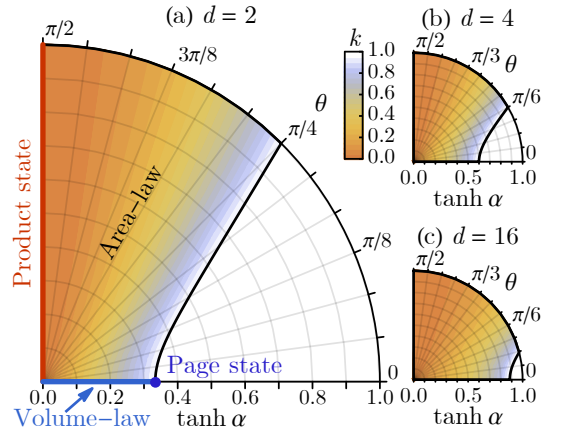 (a) d = 2
π/2
3π/8
θ
π/4
π/8
0
Product state
Area–law
Page state
Volume–law
0.0 0.2 0.4 0.6 0.8 1.0
tanh α
k
1.0
0.8
0.6
0.4
0.2
0.0
(b) d = 4
π/2
π/3
θ
π/6
0
0.0 0.5 1.0
tanh α
(c) d = 16
π/2
π/3
θ
π/6
0
0.0 0.5 1.0
tanh α